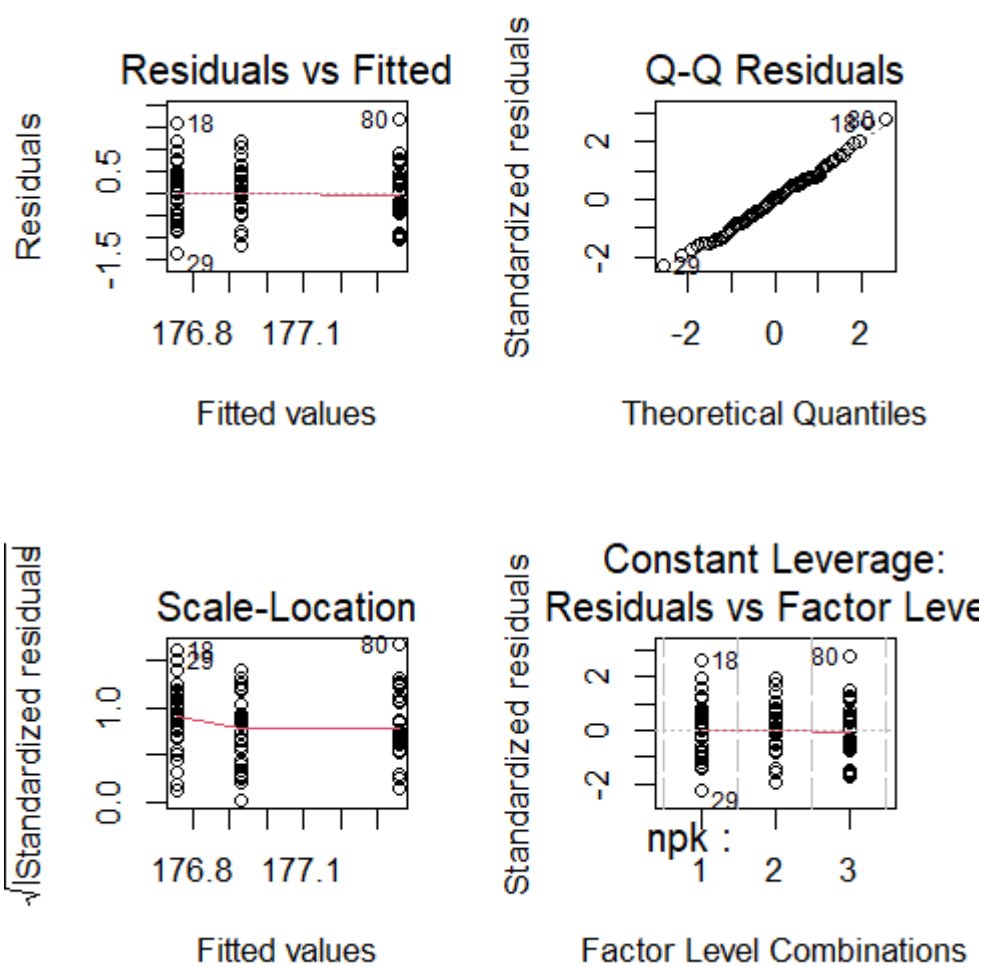 Residuals vs Fitted
Residuals
-1.5 0.5
18
80
29
176.8 177.1
Fitted values
Q-Q Residuals
Standardized residuals
-2 0 2
80
29
-2 0 2
Theoretical Quantiles
Scale-Location
√|Standardized residuals
0.0 1.0
18
29
80
176.8 177.1
Fitted values
Constant Leverage:
Residuals vs Factor Leve
Standardized residuals
-2 0 2
18
80
29
npk :
1 2 3
Factor Level Combinations